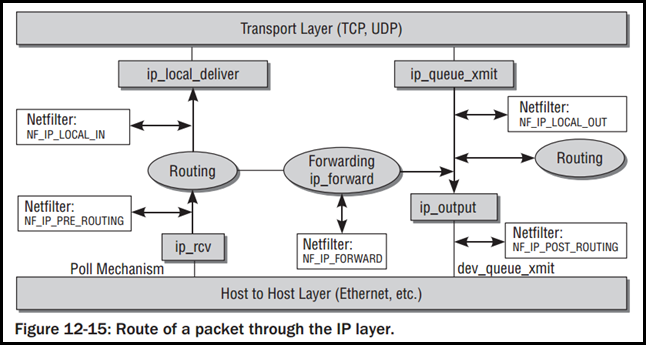 Transport Layer (TCP, UDP)
ip_local_deliver
ip_queue_xmit
Netfilter:
NF_IP_LOCAL_IN
Netfilter:
NF_IP_LOCAL_OUT
Routing
Forwarding
ip_forward
Routing
Netfilter:
NF_IP_PRE_ROUTING
ip_output
ip_rcv
Netfilter:
NF_IP_FORWARD
Netfilter:
NF_IP_POST_ROUTING
Poll Mechanism
dev_queue_xmit
Host to Host Layer (Ethernet, etc.)
Figure 12-15: Route of a packet through the IP layer.